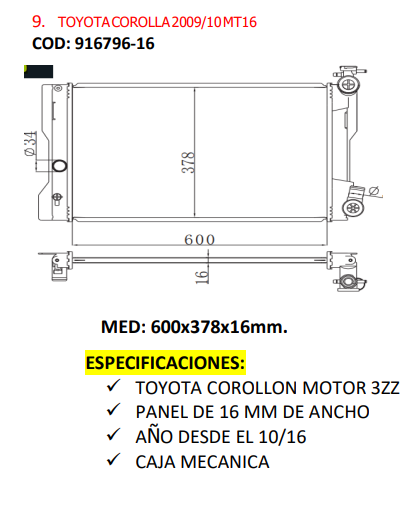 9. TOYOTA COROLLA 2009/10 MT16
COD: 916796-16
Ø34
378
Ø
600
16
MED: 600x378x16mm.
ESPECIFICACIONES:
✓ TOYOTA COROLLON MOTOR 3ZZ
✓ PANEL DE 16 MM DE ANCHO
✓ AÑO DESDE EL 10/16
✓ CAJA MECANICA